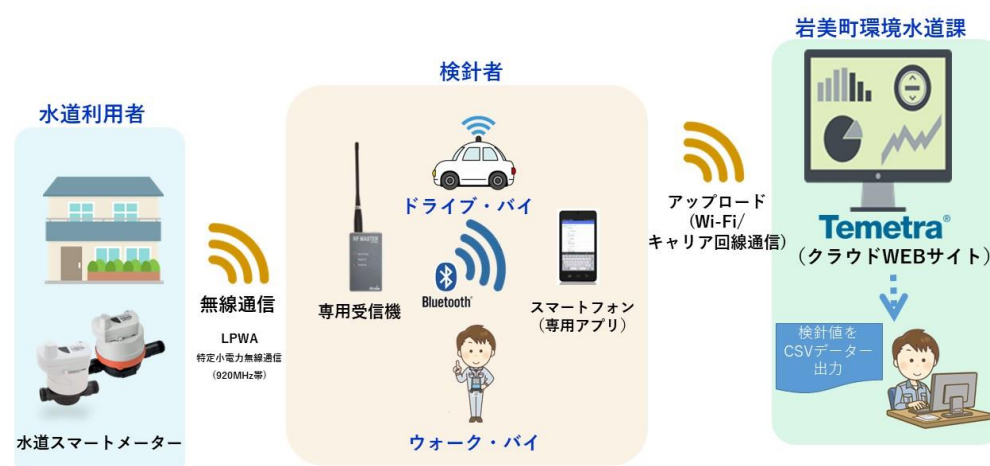 岩美町環境水道課
検針者
水道利用者
ドライブ・バイ
アップロード
(Wi-Fi/
キャリア回線通信)
Temetra®
(クラウドWEBサイト)
RF MASTER
無線通信
LPWA
特定小電力無線通信
(920MHz帯)
専用受信機
Bluetooth®
スマートフォン
(専用アプリ)
検針値を
CSVデーター
出力
水道スマートメーター
ウォーク・バイ